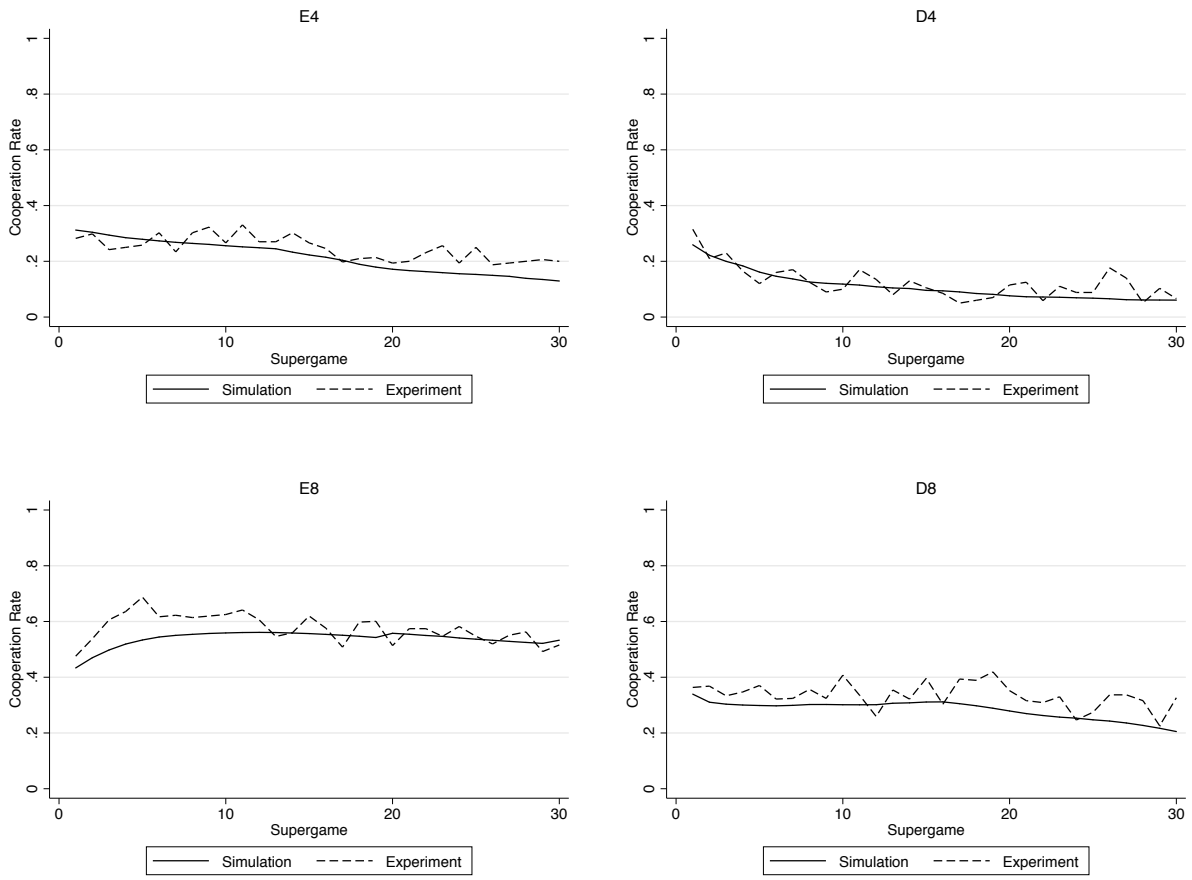 E4
Cooperation Rate
0 .2 .4 .6 .8 1
0 10 20 30
Supergame
Simulation Experiment
D4
Cooperation Rate
0 .2 .4 .6 .8 1
0 10 20 30
Supergame
Simulation Experiment
E8
Cooperation Rate
0 .2 .4 .6 .8 1
0 10 20 30
Supergame
Simulation Experiment
D8
Cooperation Rate
0 .2 .4 .6 .8 1
0 10 20 30
Supergame
Simulation Experiment